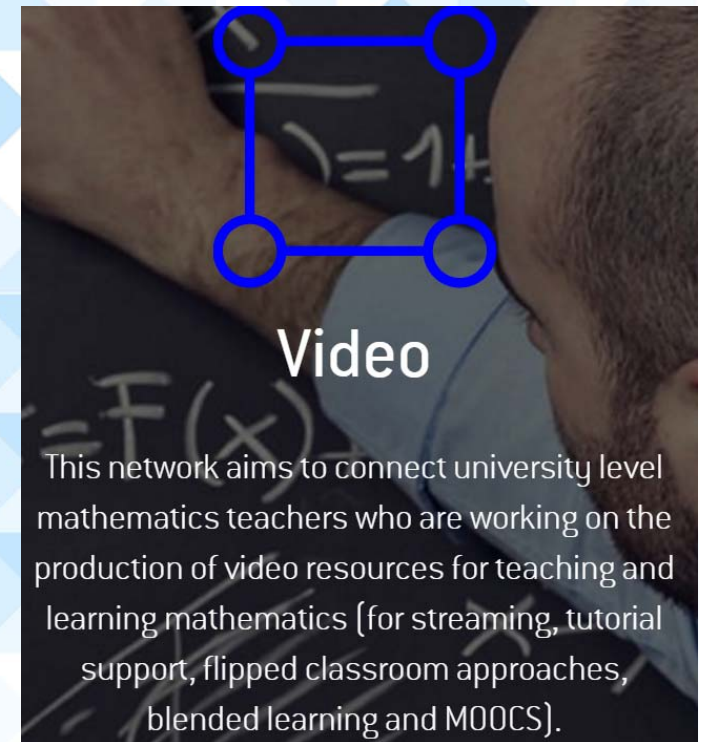 )=1+
Video
=F(x)
This network aims to connect university level
mathematics teachers who are working on the
production of video resources for teaching and
learning mathematics (for streaming, tutorial
support, flipped classroom approaches,
blended learning and MOOCS).